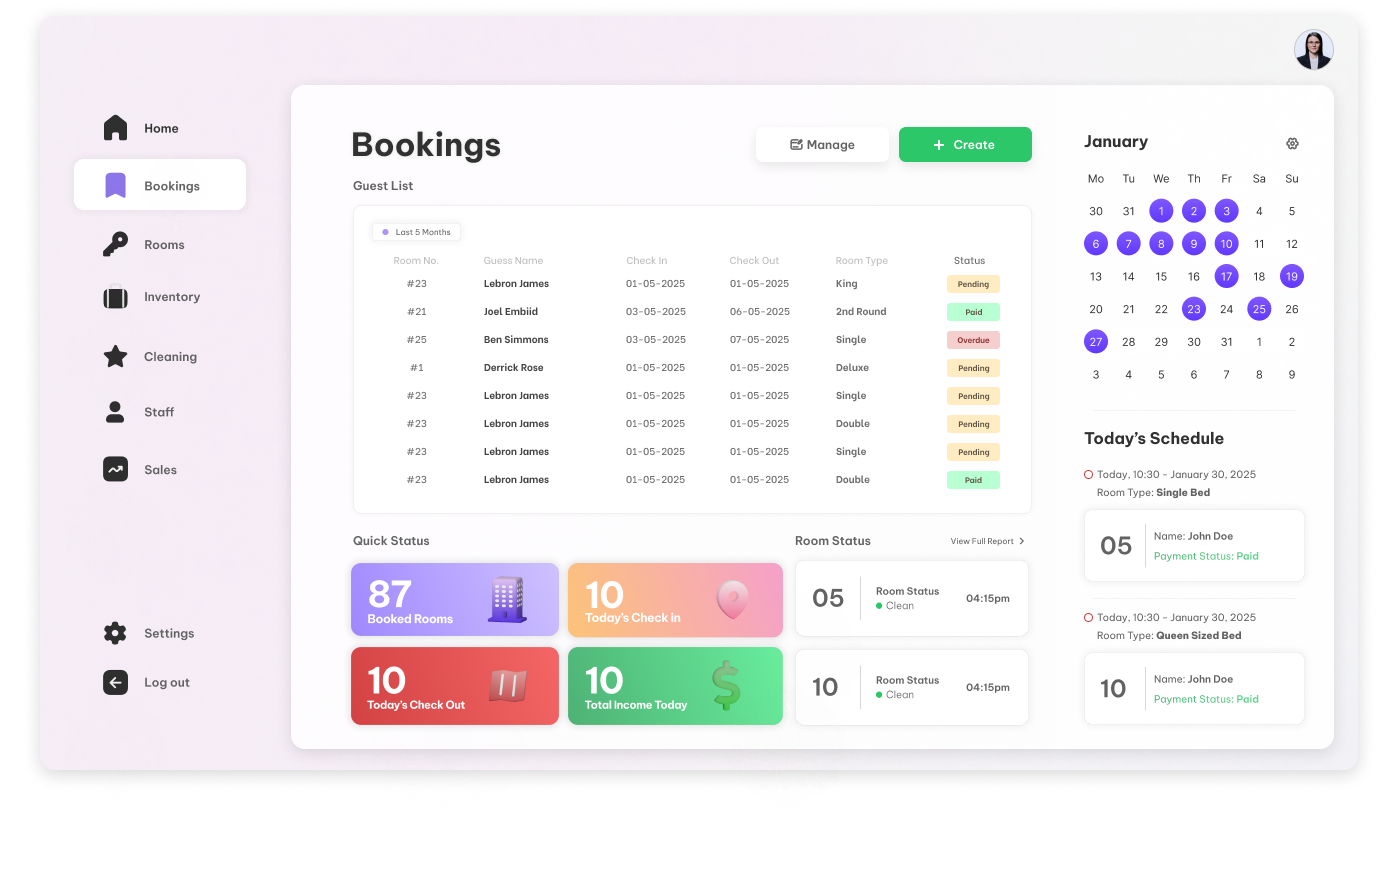 Home
Bookings
Rooms
Inventory
Cleaning
Staff
Sales
Settings
Log out
Bookings
Manage
Create
Guest List
Last 5 Months
Room No. Guess Name Check In Check Out Room Type Status
#23 Lebron James 01-05-2025 01-05-2025 King Pending
#21 Joel Embiid 03-05-2025 06-05-2025 2nd Round Paid
#25 Ben Simmons 03-05-2025 07-05-2025 Single Overdue
#1 Derrick Rose 01-05-2025 01-05-2025 Deluxe Pending
#23 Lebron James 01-05-2025 01-05-2025 Single Pending
#23 Lebron James 01-05-2025 01-05-2025 Double Pending
#23 Lebron James 01-05-2025 01-05-2025 Single Pending
#23 Lebron James 01-05-2025 01-05-2025 Double Paid
Quick Status
87
Booked Rooms
10
Today's Check in
10
Today's Check Out
10
Total Income Today
Room Status
View Full Report
05
Room Status
Clean
04:15pm
10
Room Status
Clean
04:15pm
January
Mo Tu We Th Fr Sa Su
30 31 1 2 3 4 5
6 7 8 9 10 11 12
13 14 15 16 17 18 19
20 21 22 23 24 25 26
27 28 29 30 31 1 2
3 4 5 6 7 8 9
Today's Schedule
Today, 10:30 - January 30, 2025
Room Type: Single Bed
05
Name: John Doe
Payment Status: Paid
Today, 10:30 - January 30, 2025
Room Type: Queen Sized Bed
10
Name: John Doe
Payment Status: Paid